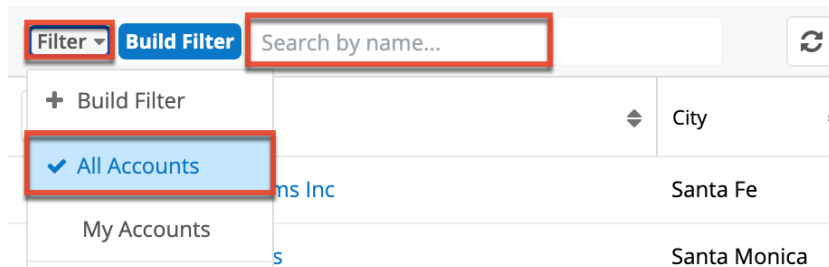 Filter Build Filter Search by name...
Build Filter
City
All Accounts
ms Inc Santa Fe
My Accounts
s Santa Monica